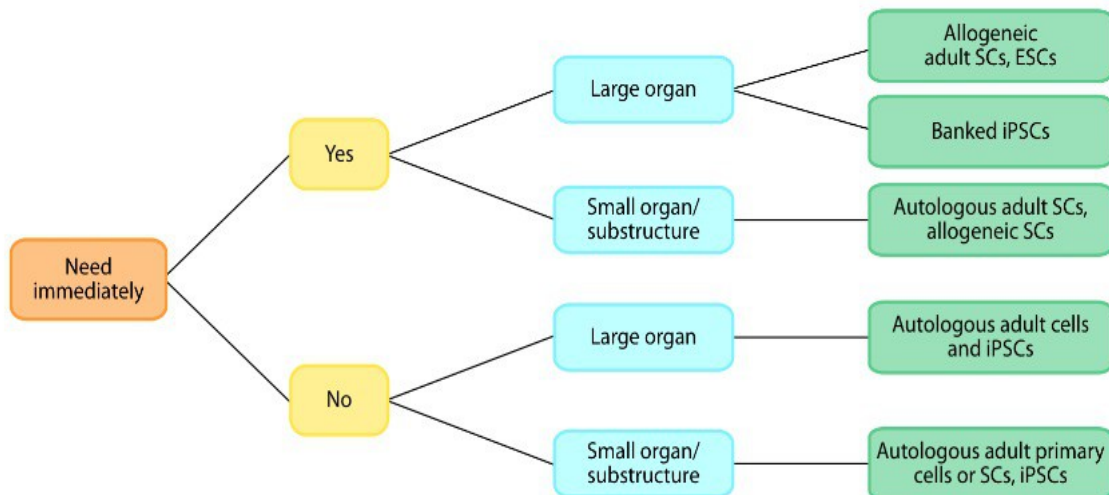 Need
immediately
Yes
No
Large organ
Small organ/
substructure
Large organ
Small organ/
substructure
Allogeneic
adult SCs, ESCs
Banked iPSCs
Autologous adult SCs,
allogeneic SCs
Autologous adult cells
and iPSCs
Autologous adult primary
cells or SCs, iPSCs